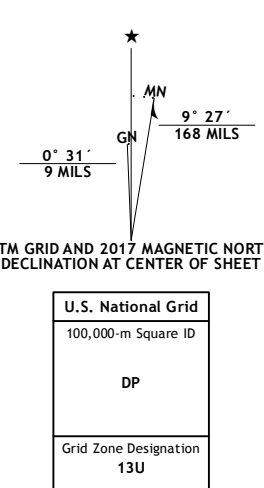 ★
MN
9° 27´
168 MILS
GN
0° 31´
9 MILS
TM GRID AND 2017 MAGNETIC NORT
DECLINATION AT CENTER OF SHEET
U.S. National Grid
100,000-m Square ID
DP
Grid Zone Designation
13U